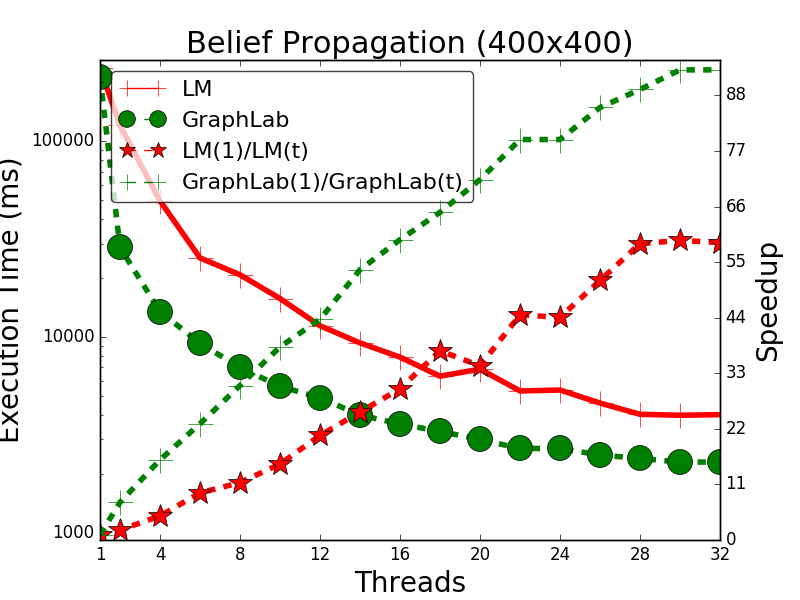 Belief Propagation (400x400)
LM
GraphLab
LM(1)/LM(t)
GraphLab(1)/GraphLab(t)
Execution Time (ms)
100000
10000
1000
88
77
66
55
44
33
22
11
0
Speedup
1 4 8 12 16 20 24 28 32
Threads